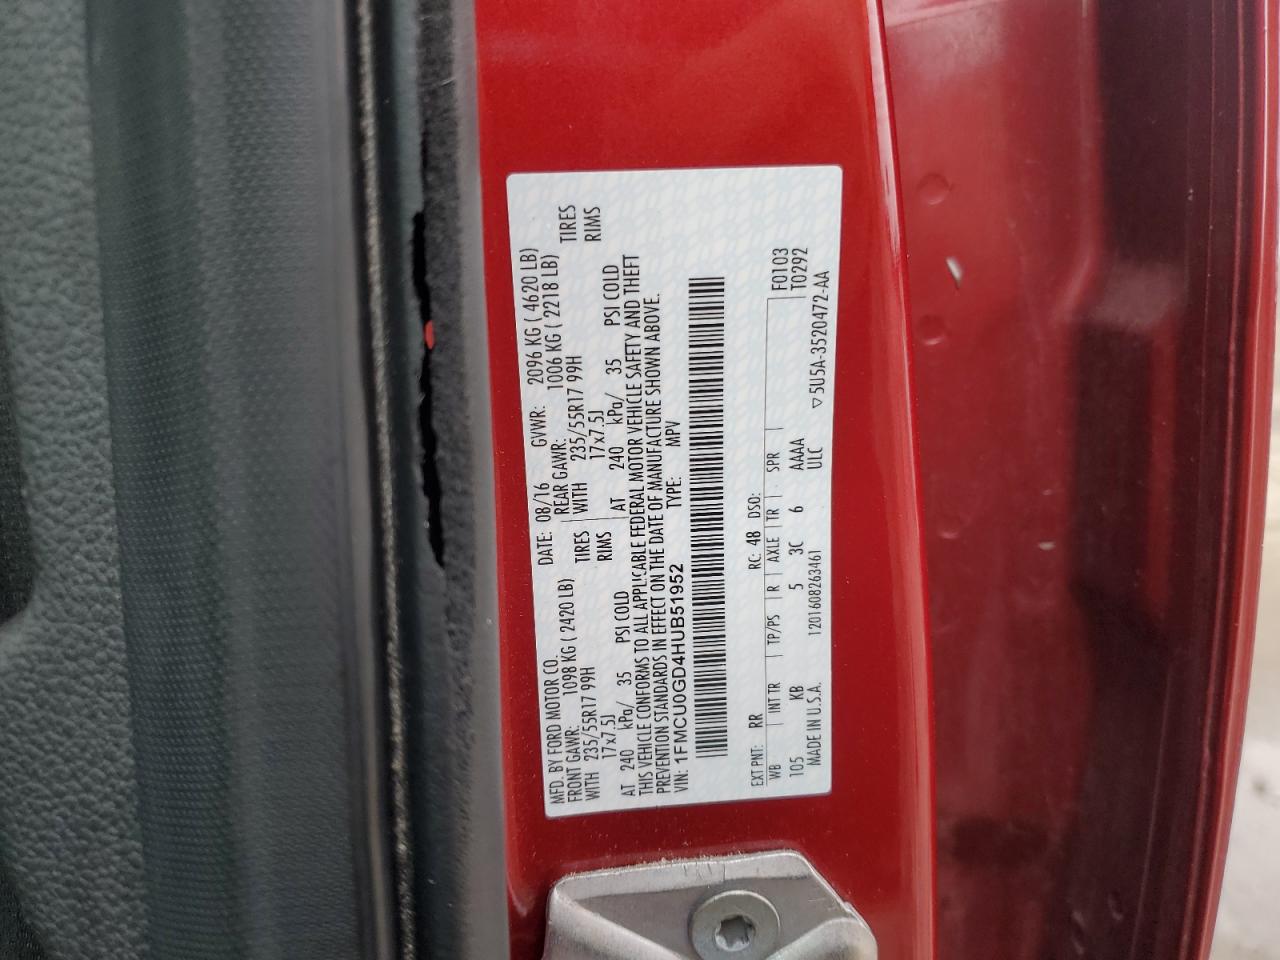 MFD. BY FORD MOTOR CO. DATE: 08/16 GVWR: 2096 KG ( 4620 LB)
FRONT GAWR: 1098 KG ( 2420 LB) REAR GAWR: 1006 KG ( 2218 LB)
WITH 235/55R17 99H TIRES WITH 235/55R17 99H TIRES
17x7.5J RIMS 17x7.5J RIMS
AT 240 kPa/ 35 PSI COLD AT 240 kPa/ 35 PSI COLD
THIS VEHICLE CONFORMS TO ALL APPLICABLE FEDERAL MOTOR VEHICLE SAFETY AND THEFT
PREVENTION STANDARDS IN EFFECT ON THE DATE OF MANUFACTURE SHOWN ABOVE.
VIN: 1FMCU0GD4HUB51952 TYPE: MPV
EXT PNT: RR RC: 48 DSO: F0103
WB INT TR TP/PS R AXLE TR SPR T0292
105 KB 5 3C 6 AAAA
MADE IN U.S.A. 1201608263461 ULC ▽5U5A-3520472-AA